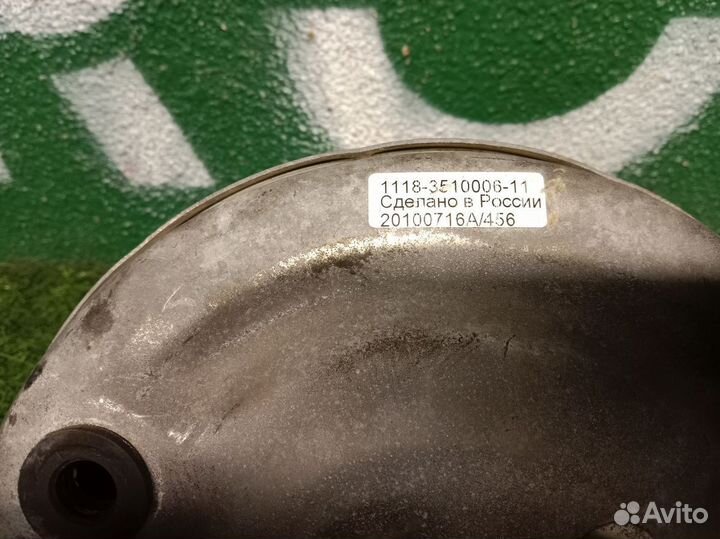 1118-3510006-11
Сделано в России
20100716А/456
Avito